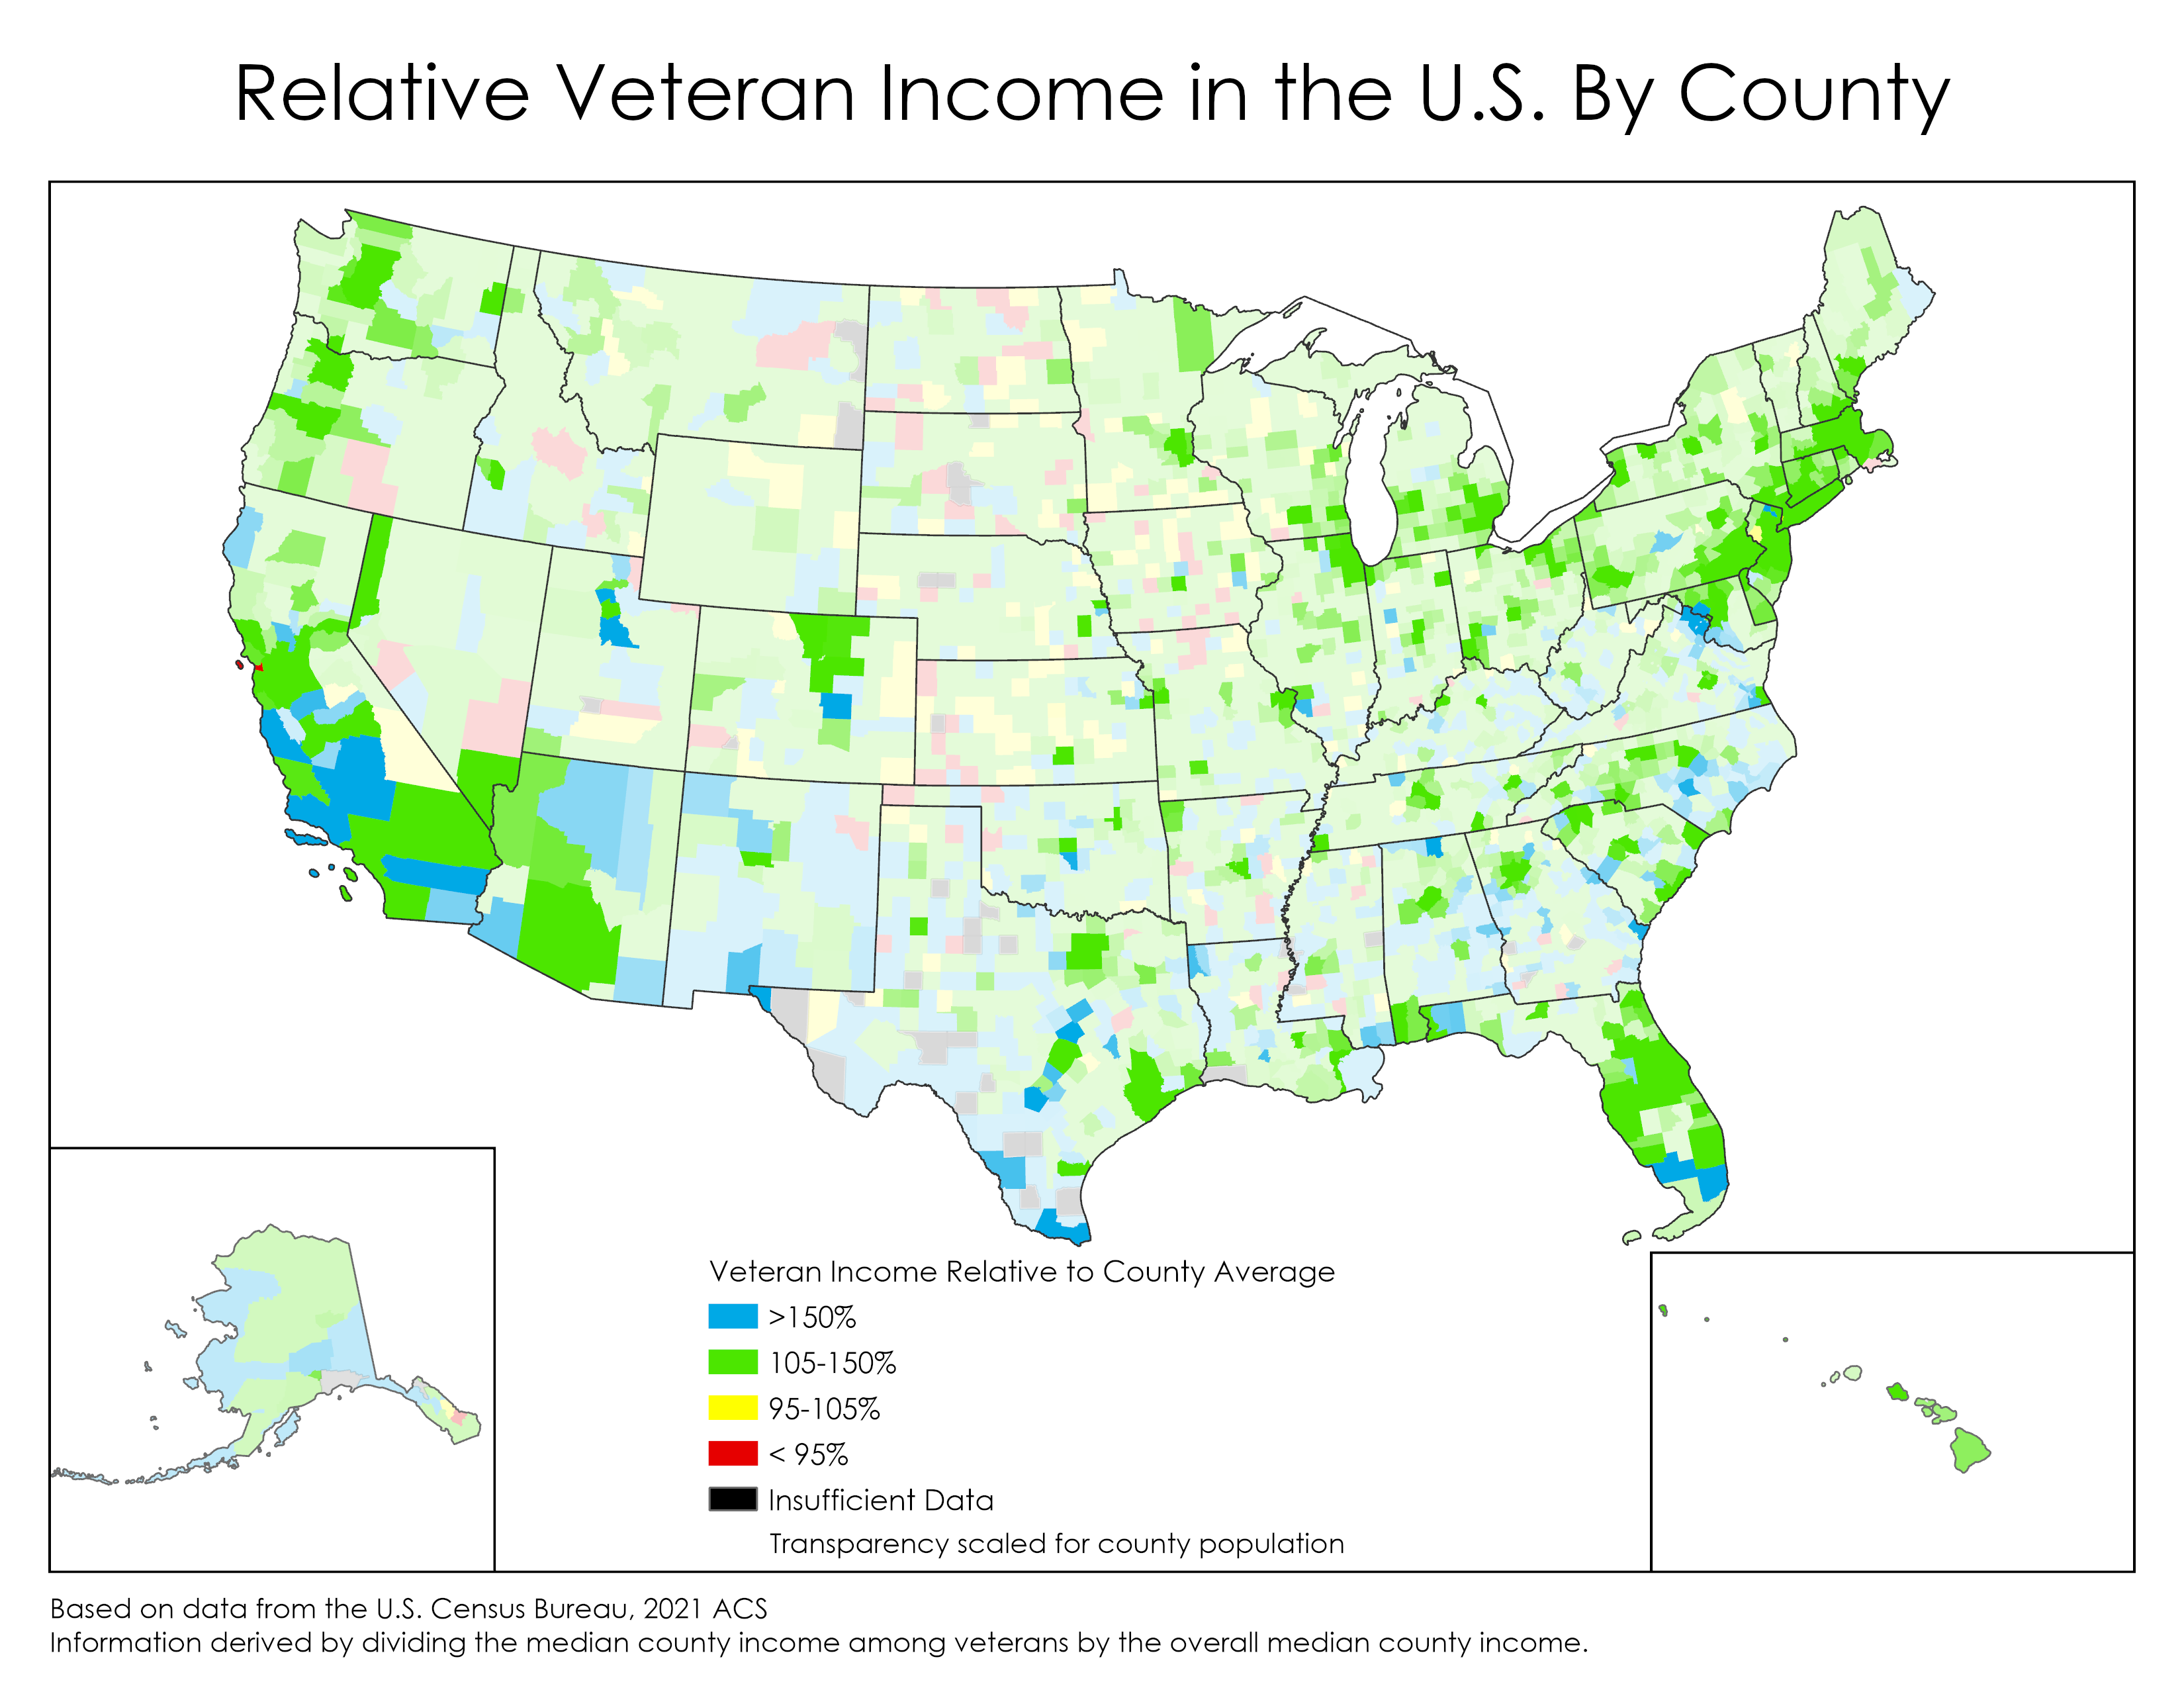 Relative Veteran Income in the U.S. By County
Veteran Income Relative to County Average
>150%
105-150%
95-105%
< 95%
Insufficient Data
Transparency scaled for county population
Based on data from the U.S. Census Bureau, 2021 ACS
Information derived by dividing the median county income among veterans by the overall median county income.